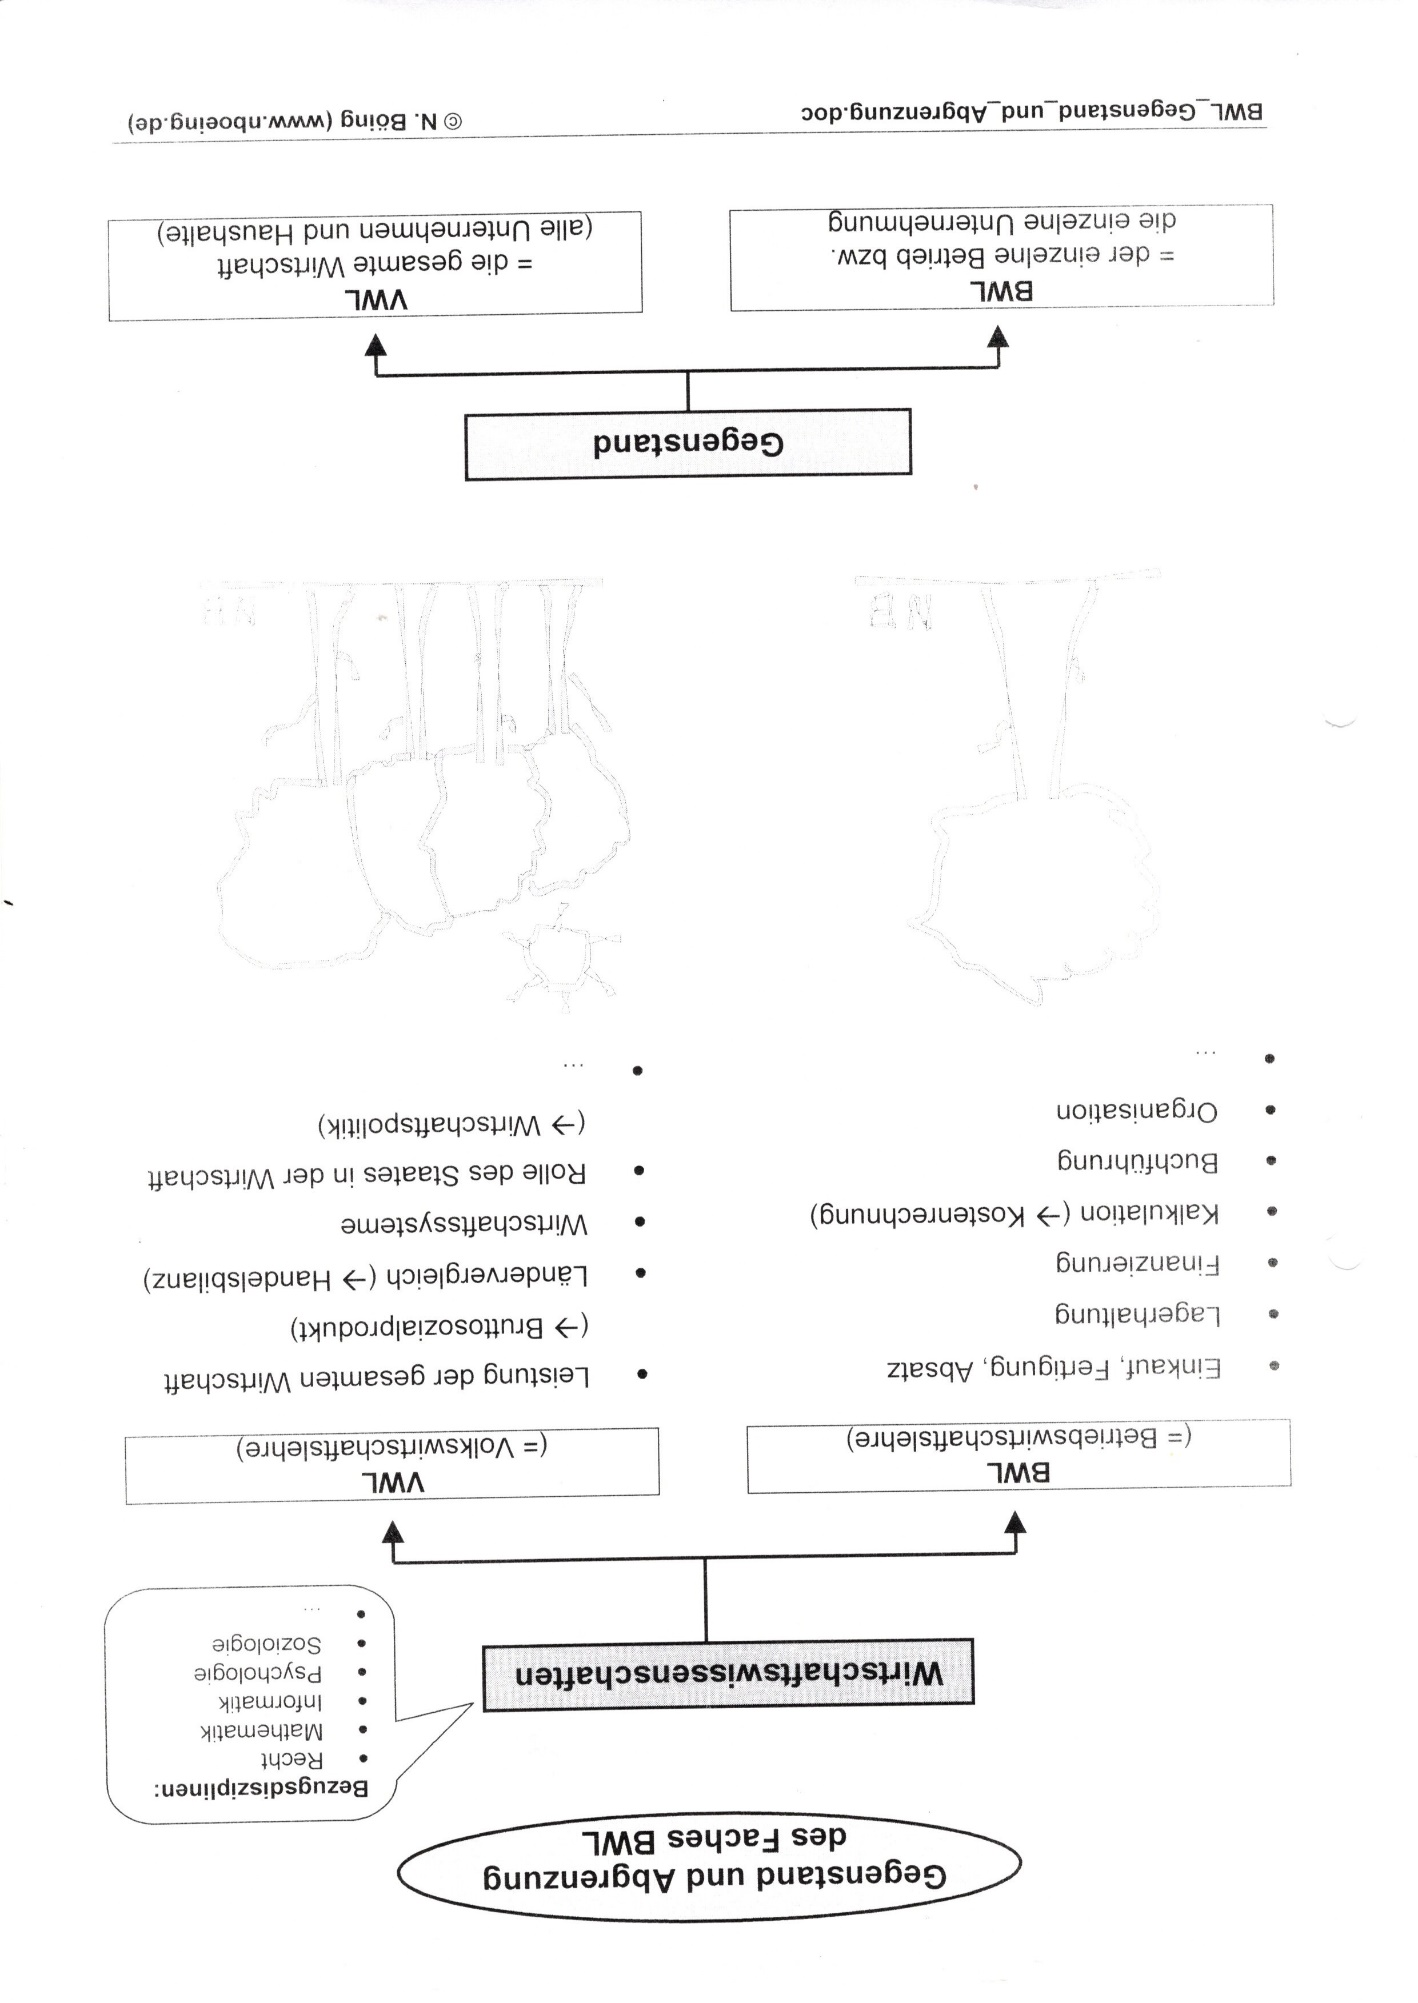 Gegenstand und Abgrenzung
des Faches BWL
Bezugsdisziplinen:
• Recht
• Mathematik
• Informatik
• Psychologie
• Soziologie
• ...
Wirtschaftswissenschaften
BWL
(= Betriebswirtschaftslehre)
• Einkauf, Fertigung, Absatz
• Lagerhaltung
• Finanzierung
• Kalkulation (→ Kostenrechnung)
• Buchführung
• Organisation
• ...
VWL
(= Volkswirtschaftslehre)
• Leistung der gesamten Wirtschaft
(→ Bruttosozialprodukt)
• Ländervergleich (→ Handelsbilanz)
• Wirtschaftssysteme
• Rolle des Staates in der Wirtschaft
(→ Wirtschaftspolitik)
• ...
NB
NB
Gegenstand
BWL
= der einzelne Betrieb bzw.
die einzelne Unternehmung
VWL
= die gesamte Wirtschaft
(alle Unternehmen und Haushalte)
BWL_Gegenstand_und_Abgrenzung.doc
© N. Böing (www.nboeing.de)